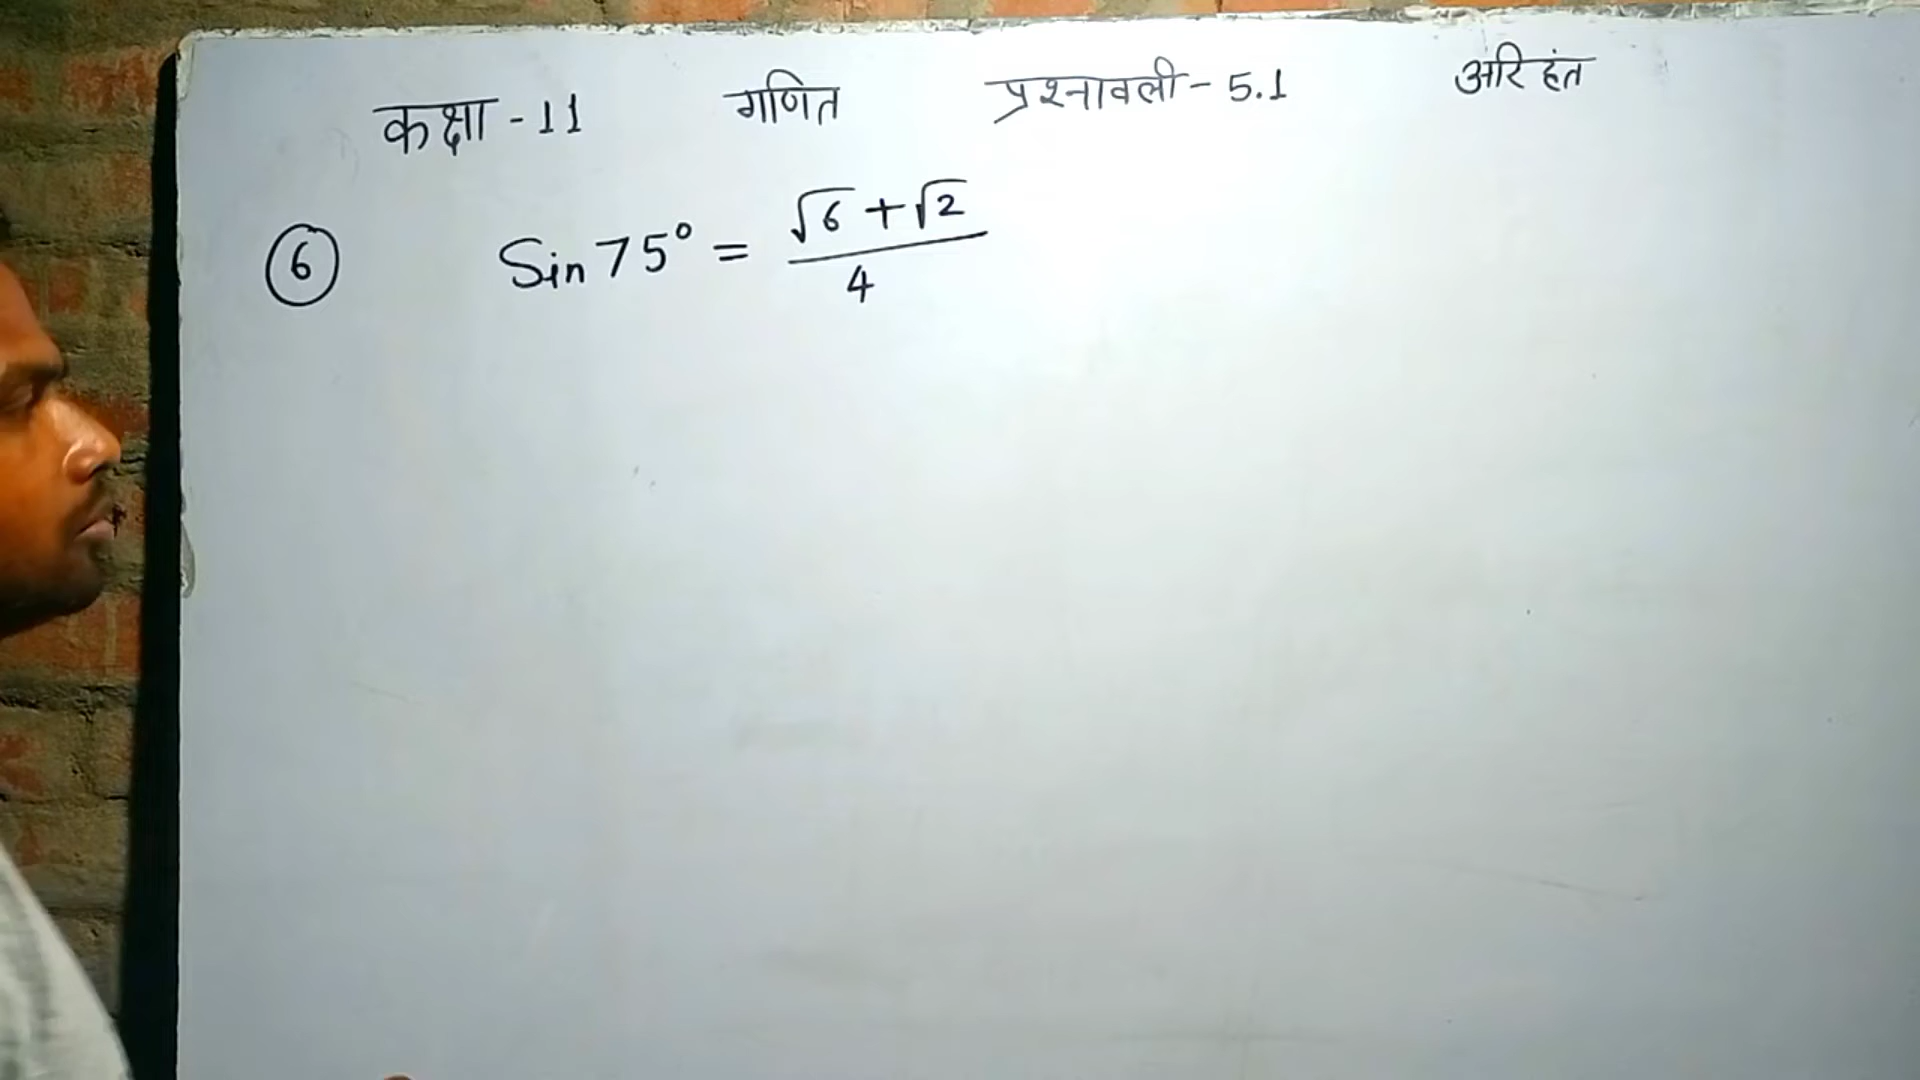 कक्षा - 11 गणित प्रश्नावली - 5.1 अरिहंत
6 Sin 75° = (√6 + √2)/4